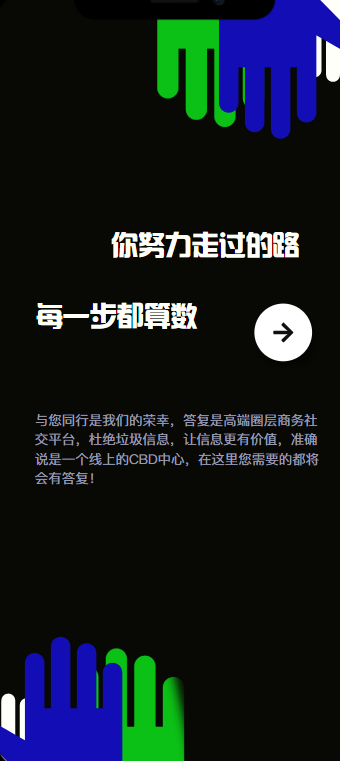 你努力走过的路
每一步都算数
与您同行是我们的荣幸，答复是高端圈层商务社
交平台，杜绝垃圾信息，让信息更有价值，准确
说是一个线上的CBD中心，在这里您需要的都将
会有答复！